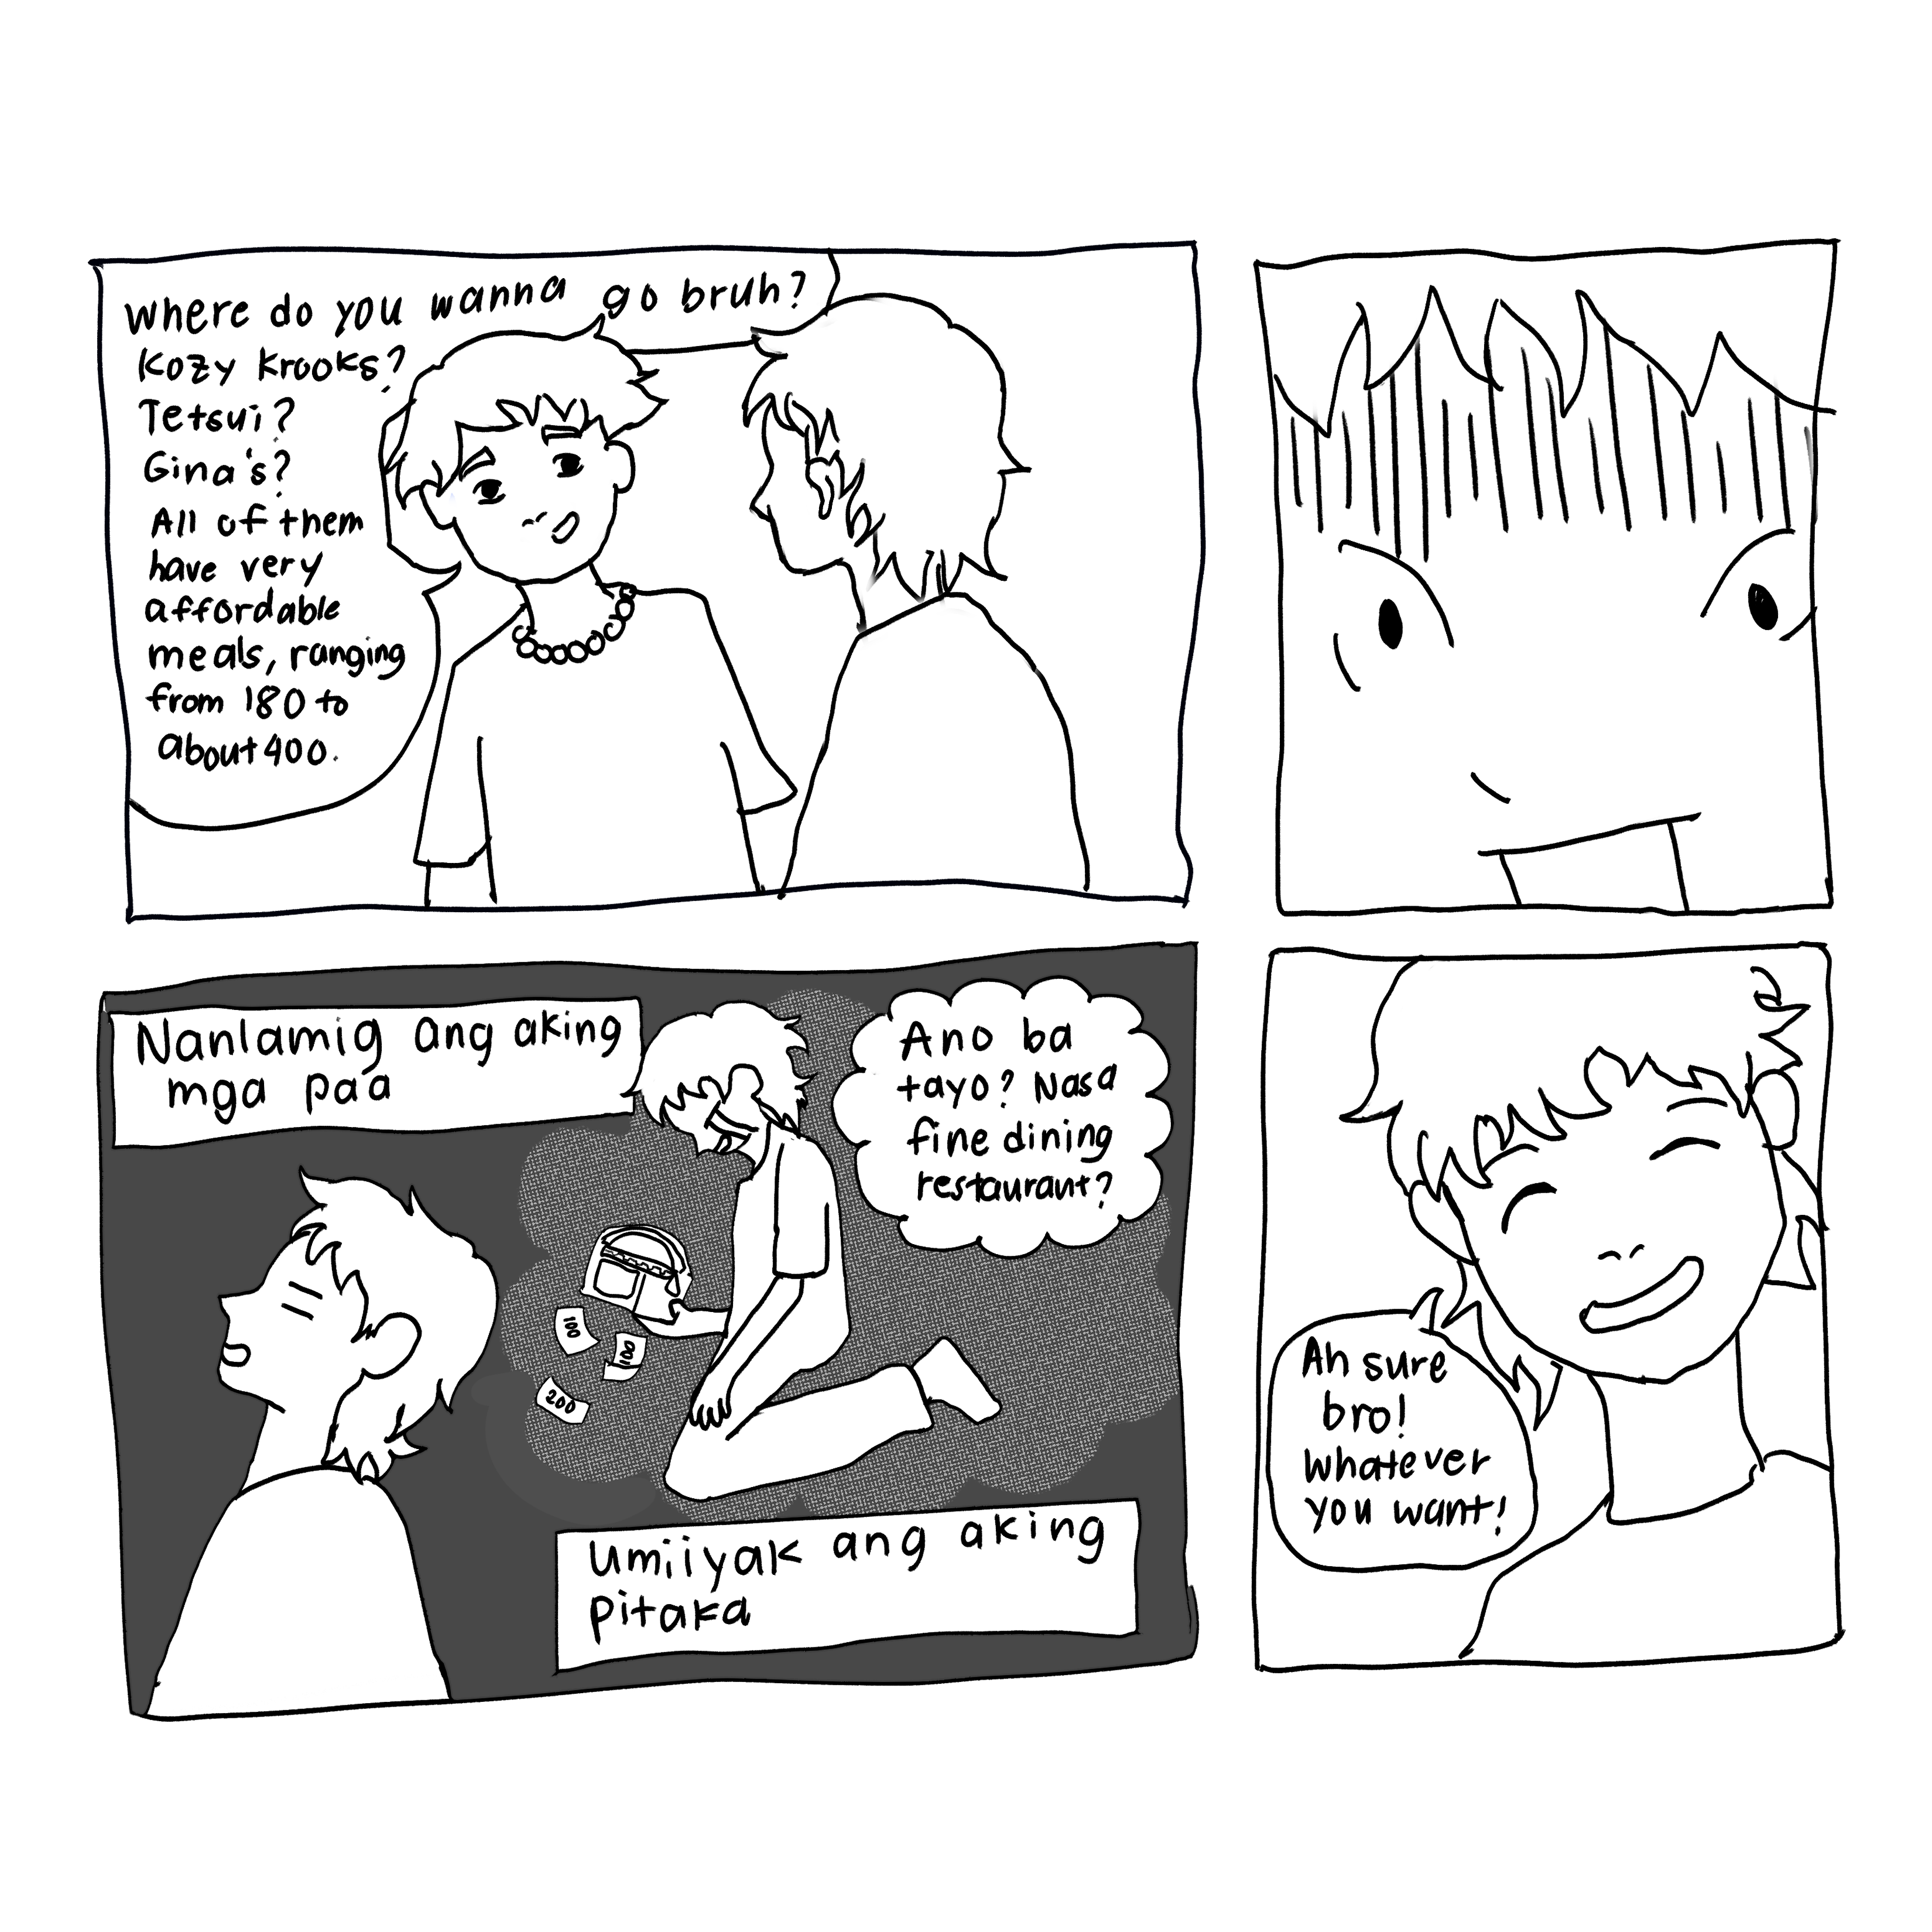 Where do you wanna go bruh?
Kozy Krooks?
Tetsui?
Gina's?
All of them
have very
affordable
meals, ranging
from 180 to
about 400.
Nanlamig ang aking
mga paa
Ano ba
tayo? Nasa
fine dining
restaurant?
100
100
200
Umiiyak ang aking
pitaka
Ah sure
bro!
Whatever
you want!